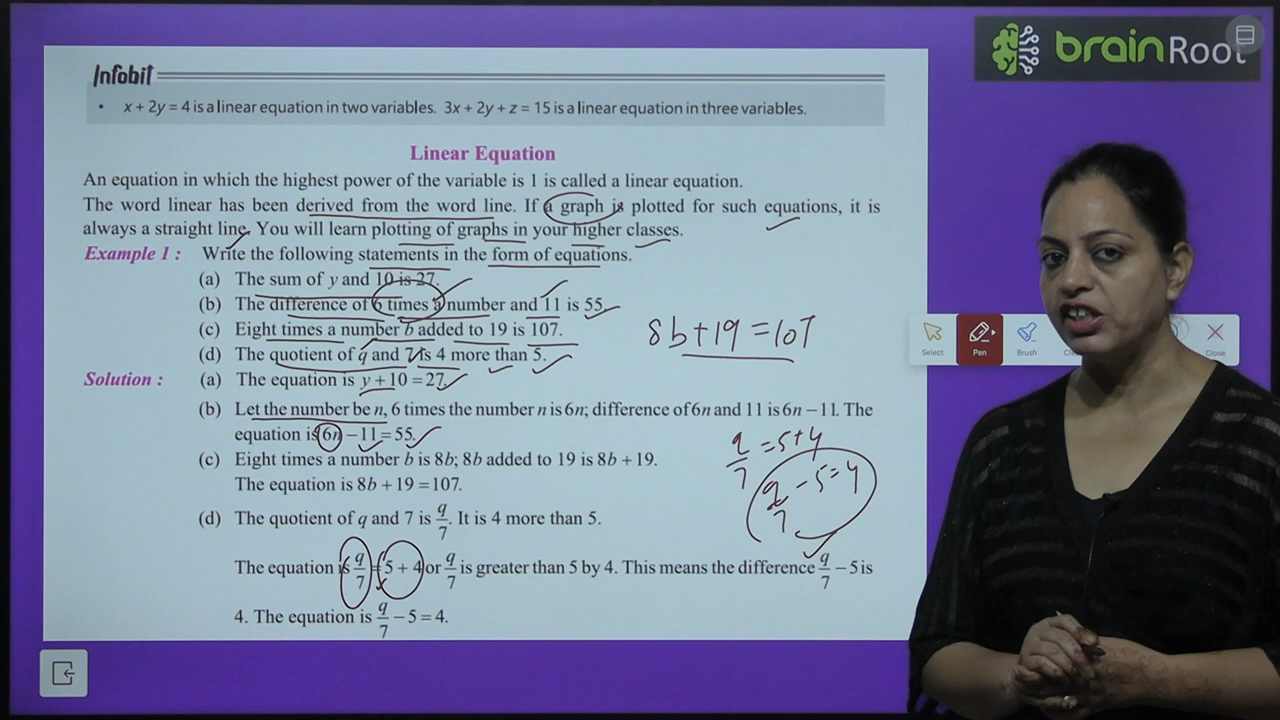 brainRoot
Infobit
• x + 2y = 4 is a linear equation in two variables. 3x + 2y + z = 15 is a linear equation in three variables.
Linear Equation
An equation in which the highest power of the variable is 1 is called a linear equation.
The word linear has been derived from the word line. If a graph is plotted for such equations, it is
always a straight line. You will learn plotting of graphs in your higher classes.
Example 1 : Write the following statements in the form of equations.
(a) The sum of y and 10 is 27.
(b) The difference of 6 times a number and 11 is 55.
(c) Eight times a number b added to 19 is 107.
(d) The quotient of q and 7 is 4 more than 5.
8b+19=107
Select Pen Brush Close
Solution : (a) The equation is y + 10 = 27.
(b) Let the number be n, 6 times the number n is 6n; difference of 6n and 11 is 6n − 11. The
equation is 6n − 11 = 55.
(c) Eight times a number b is 8b; 8b added to 19 is 8b + 19.
The equation is 8b + 19 = 107.
q/7 = 5+4
q/7 - 5 = 4
(d) The quotient of q and 7 is q/7. It is 4 more than 5.
The equation is q/7 = 5 + 4 or q/7 is greater than 5 by 4. This means the difference q/7 − 5 is
4. The equation is q/7 − 5 = 4.